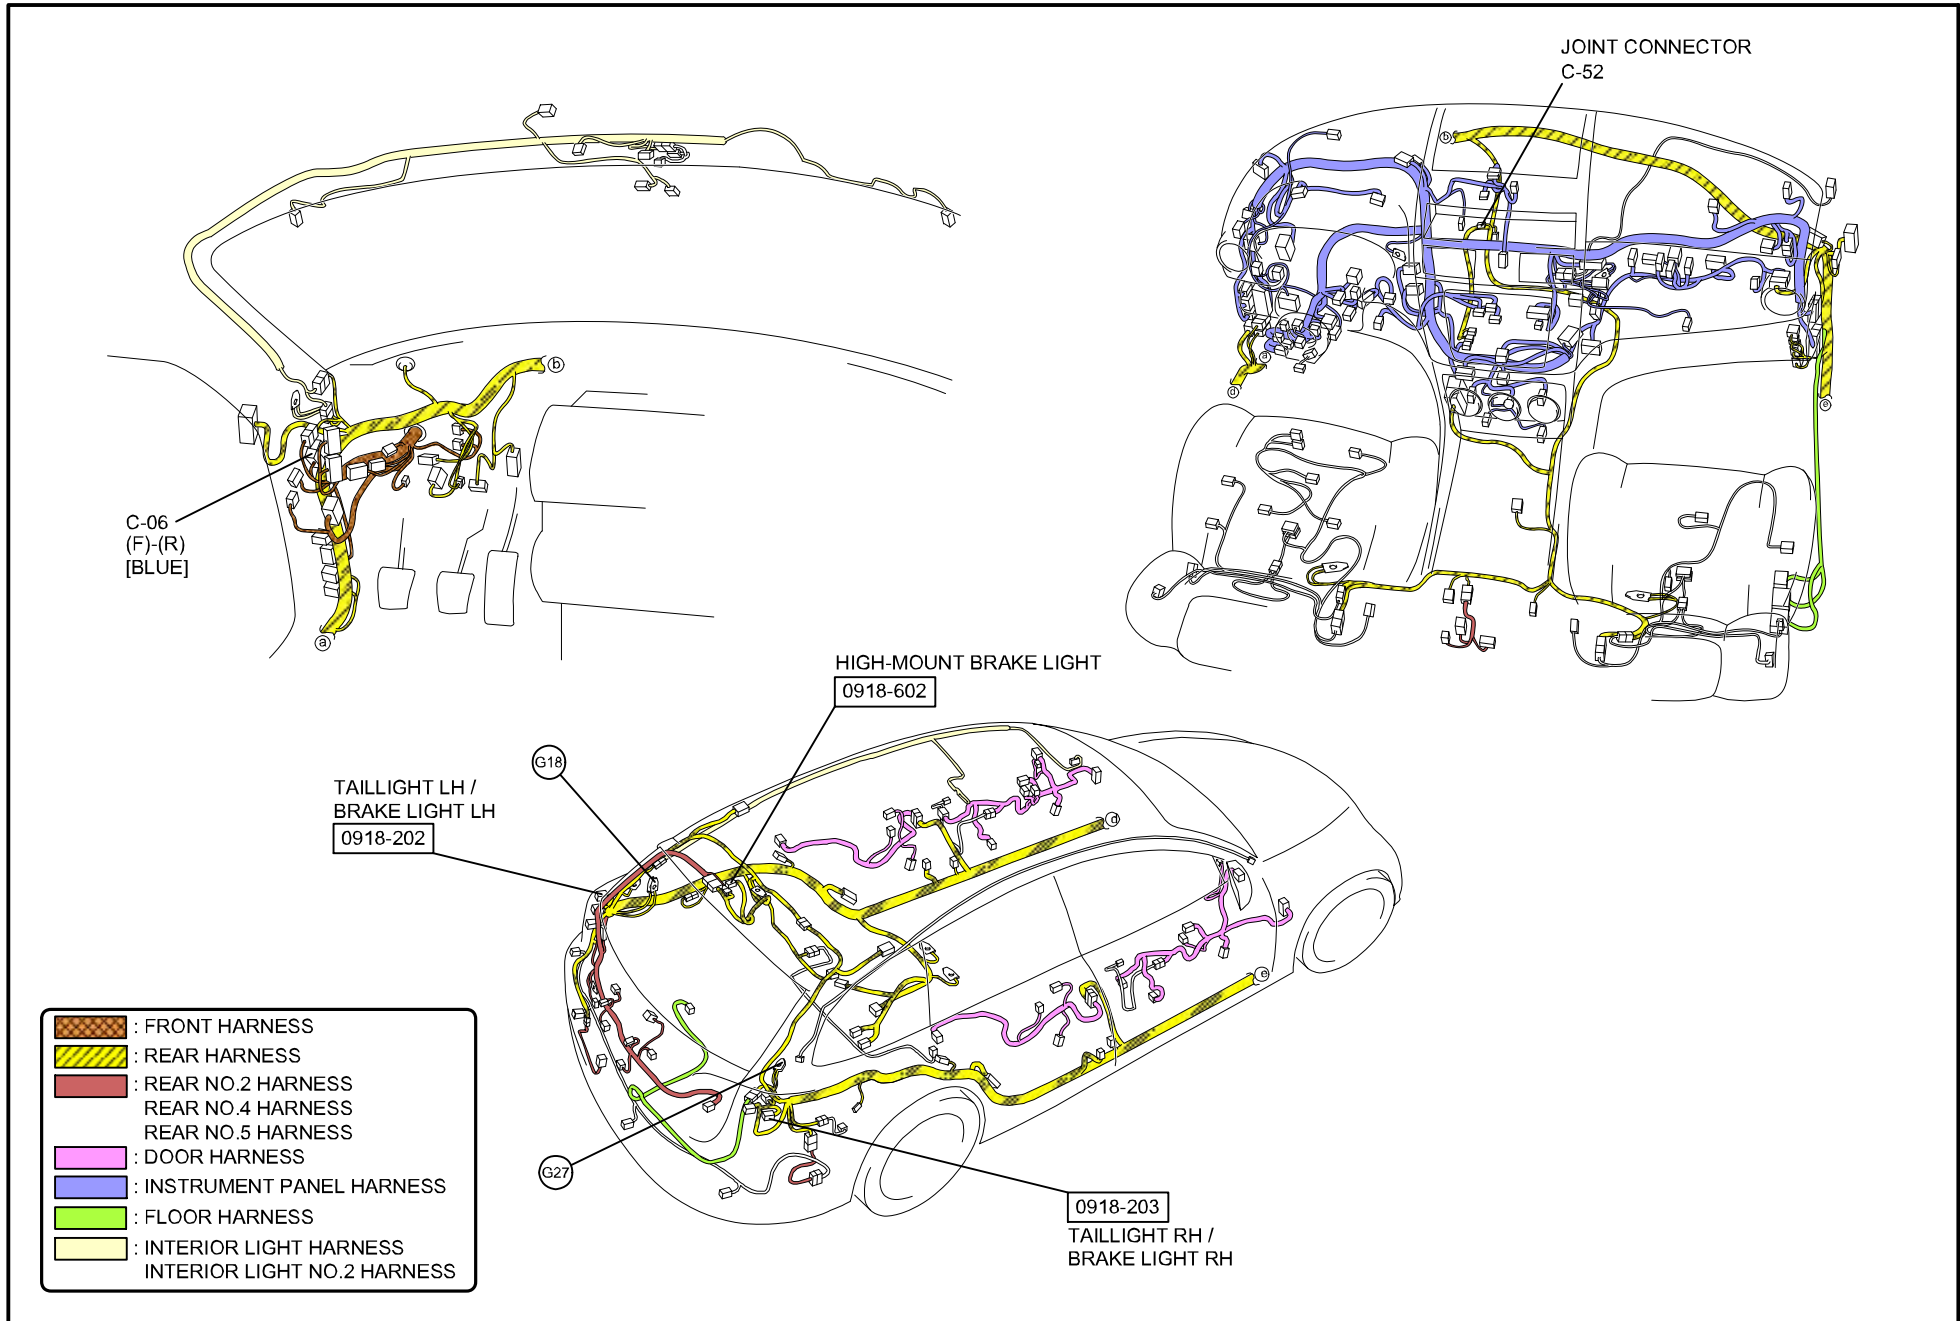 JOINT CONNECTOR
C-52
b
b
C-06
(F)-(R)
[BLUE]
a
a
d
e
HIGH-MOUNT BRAKE LIGHT
0918-602
G18
TAILLIGHT LH /
BRAKE LIGHT LH
0918-202
d
e
G27
0918-203
TAILLIGHT RH /
BRAKE LIGHT RH
: FRONT HARNESS
: REAR HARNESS
: REAR NO.2 HARNESS
REAR NO.4 HARNESS
REAR NO.5 HARNESS
: DOOR HARNESS
: INSTRUMENT PANEL HARNESS
: FLOOR HARNESS
: INTERIOR LIGHT HARNESS
INTERIOR LIGHT NO.2 HARNESS